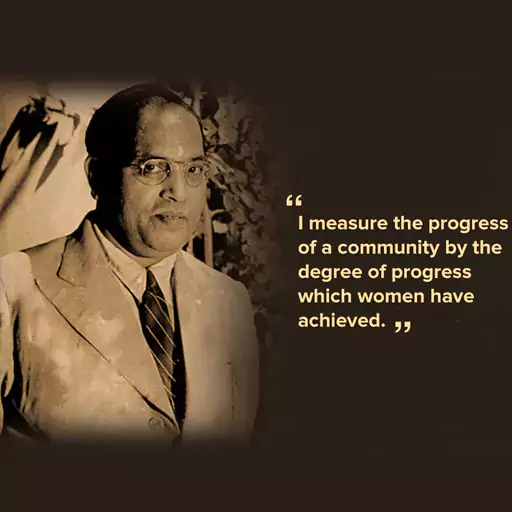 “
I measure the progress
of a community by the
degree of progress
which women have
achieved. ”